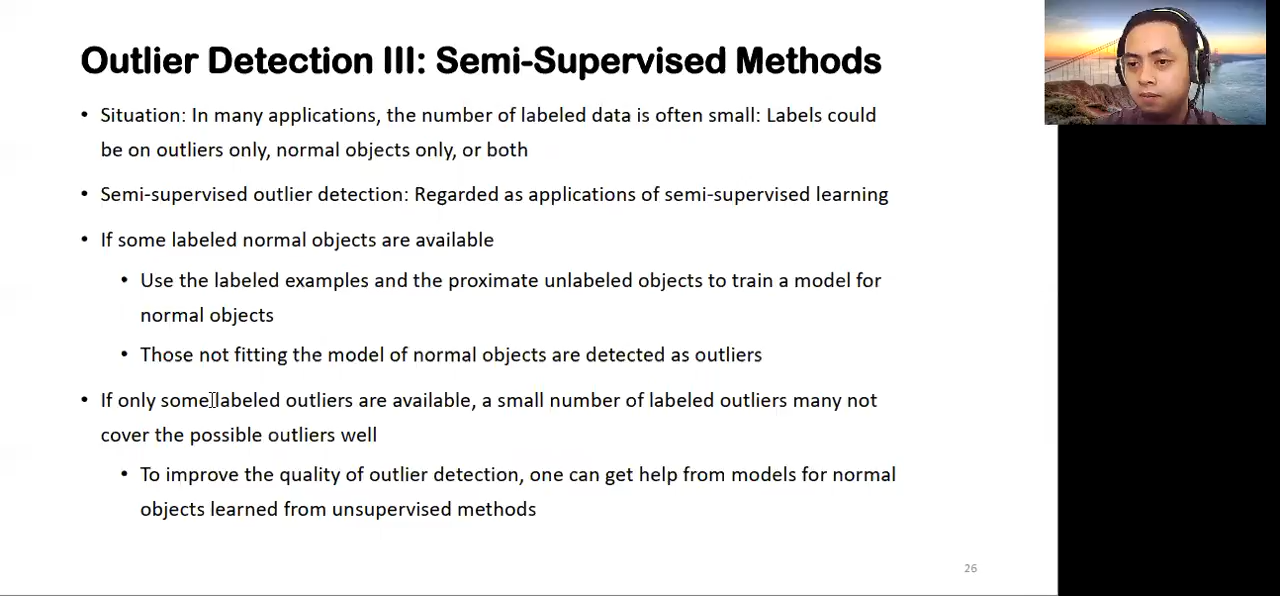 Outlier Detection III: Semi-Supervised Methods
• Situation: In many applications, the number of labeled data is often small: Labels could
be on outliers only, normal objects only, or both
• Semi-supervised outlier detection: Regarded as applications of semi-supervised learning
• If some labeled normal objects are available
• Use the labeled examples and the proximate unlabeled objects to train a model for
normal objects
• Those not fitting the model of normal objects are detected as outliers
• If only some labeled outliers are available, a small number of labeled outliers many not
cover the possible outliers well
• To improve the quality of outlier detection, one can get help from models for normal
objects learned from unsupervised methods
26